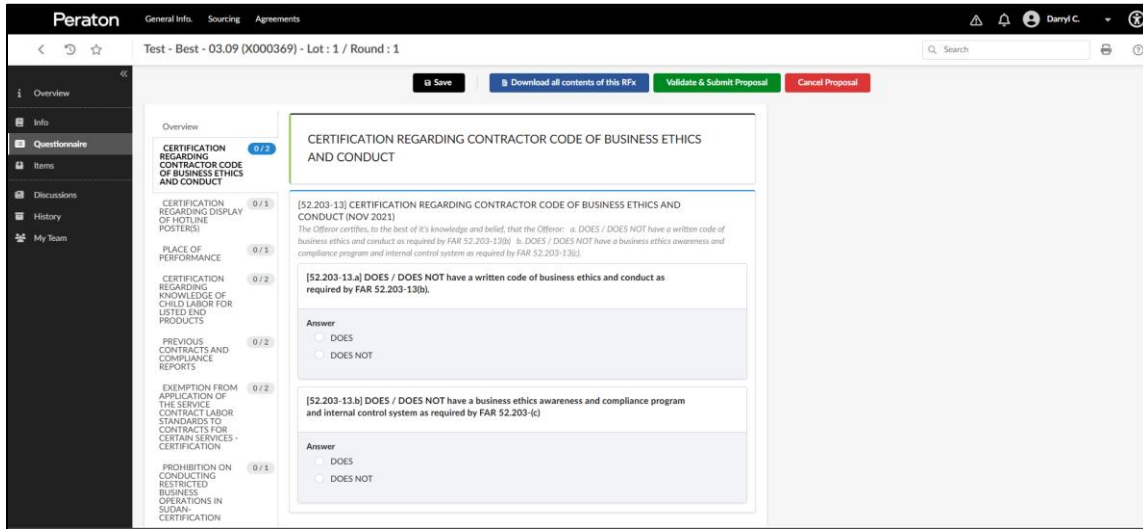 Peraton
General Info. Sourcing Agreements
Darryl C.
Test - Best - 03.09 (X000369) - Lot : 1 / Round : 1
Search
Overview
Info
Questionnaire
Items
Discussions
History
My Team
Save
Download all contents of this RFx
Validate & Submit Proposal
Cancel Proposal
Overview
CERTIFICATION 0 / 2
REGARDING
CONTRACTOR CODE
OF BUSINESS ETHICS
AND CONDUCT
CERTIFICATION 0 / 1
REGARDING DISPLAY
OF HOTLINE
POSTER(S)
PLACE OF 0 / 1
PERFORMANCE
CERTIFICATION 0 / 2
REGARDING
KNOWLEDGE OF
CHILD LABOR FOR
LISTED END
PRODUCTS
PREVIOUS 0 / 2
CONTRACTS AND
COMPLIANCE
REPORTS
EXEMPTION FROM 0 / 2
APPLICATION OF
THE SERVICE
CONTRACT LABOR
STANDARDS TO
CONTRACTS FOR
CERTAIN SERVICES -
CERTIFICATION
PROHIBITION ON 0 / 1
CONDUCTING
RESTRICTED
BUSINESS
OPERATIONS IN
SUDAN-
CERTIFICATION
CERTIFICATION REGARDING CONTRACTOR CODE OF BUSINESS ETHICS
AND CONDUCT
[52.203-13] CERTIFICATION REGARDING CONTRACTOR CODE OF BUSINESS ETHICS AND
CONDUCT (NOV 2021)
The Offeror certifies, to the best of it's knowledge and belief, that the Offeror: a. DOES / DOES NOT have a written code of
business ethics and conduct as required by FAR 52.203-13(b) b. DOES / DOES NOT have a business ethics awareness and
compliance program and internal control system as required by FAR 52.203-13(c).
[52.203-13.a] DOES / DOES NOT have a written code of business ethics and conduct as
required by FAR 52.203-13(b).
Answer
DOES
DOES NOT
[52.203-13.b] DOES / DOES NOT have a business ethics awareness and compliance program
and internal control system as required by FAR 52.203-(c)
Answer
DOES
DOES NOT